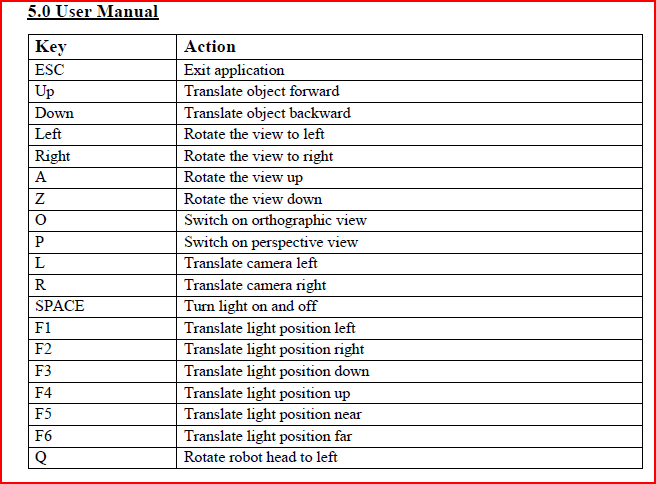 5.0 User Manual
Key Action
ESC Exit application
Up Translate object forward
Down Translate object backward
Left Rotate the view to left
Right Rotate the view to right
A Rotate the view up
Z Rotate the view down
O Switch on orthographic view
P Switch on perspective view
L Translate camera left
R Translate camera right
SPACE Turn light on and off
F1 Translate light position left
F2 Translate light position right
F3 Translate light position down
F4 Translate light position up
F5 Translate light position near
F6 Translate light position far
Q Rotate robot head to left